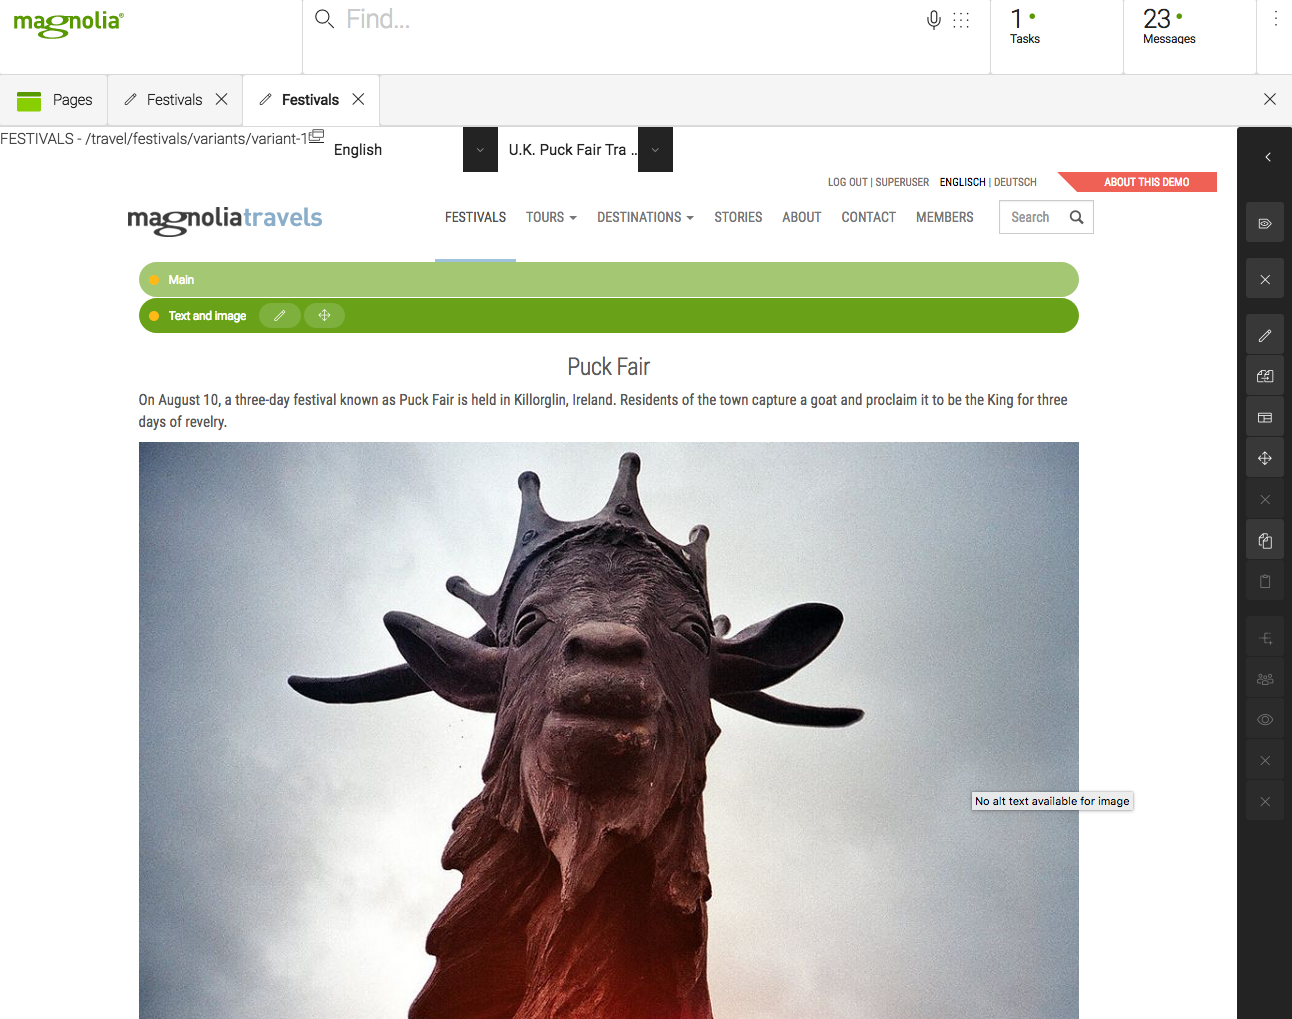 magnolia®
Find...
1
Tasks
23
Messages
Pages
Festivals
Festivals
FESTIVALS - /travel/festivals/variants/variant-1
English
U.K. Puck Fair Tra ..
LOG OUT | SUPERUSER ENGLISCH | DEUTSCH
ABOUT THIS DEMO
magnoliatravels
FESTIVALS TOURS DESTINATIONS STORIES ABOUT CONTACT MEMBERS
Search
Main
Text and image
Puck Fair
On August 10, a three-day festival known as Puck Fair is held in Killorglin, Ireland. Residents of the town capture a goat and proclaim it to be the King for three
days of revelry.
No alt text available for image